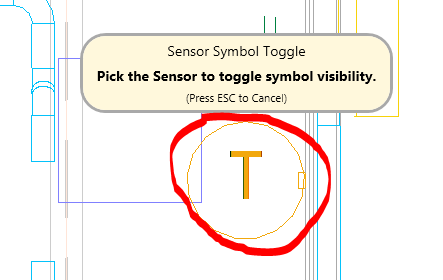 Sensor Symbol Toggle
Pick the Sensor to toggle symbol visibility.
(Press ESC to Cancel)
T